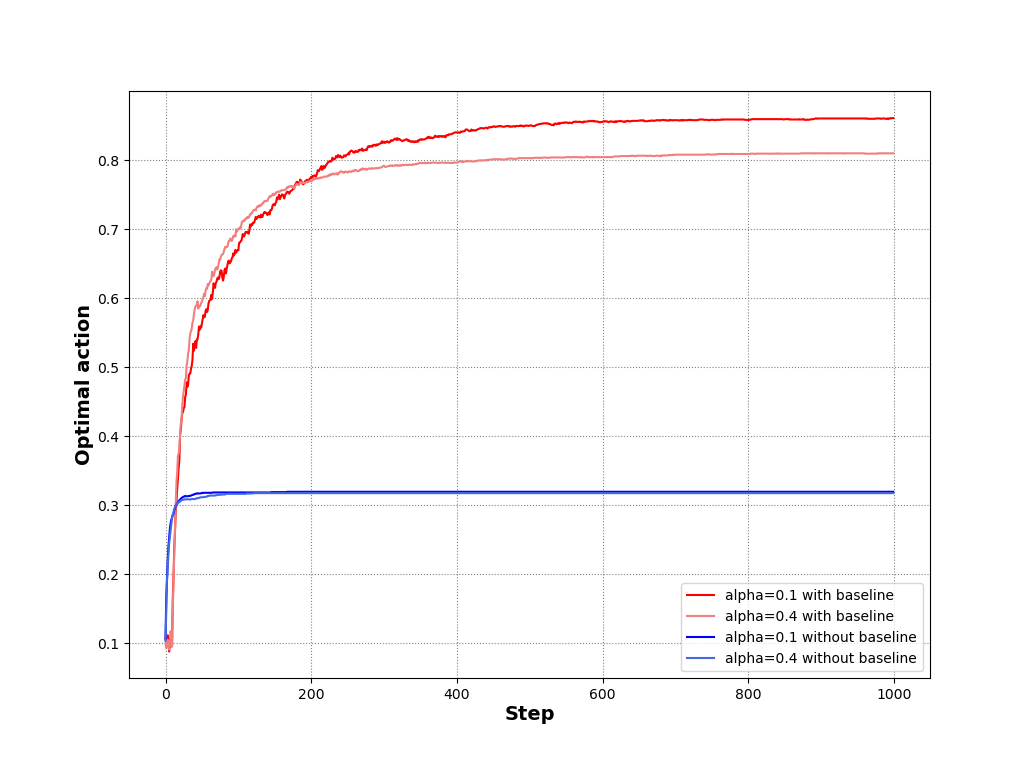 Optimal action
0.8
0.7
0.6
0.5
0.4
0.3
0.2
0.1
0 200 400 600 800 1000
Step
alpha=0.1 with baseline
alpha=0.4 with baseline
alpha=0.1 without baseline
alpha=0.4 without baseline